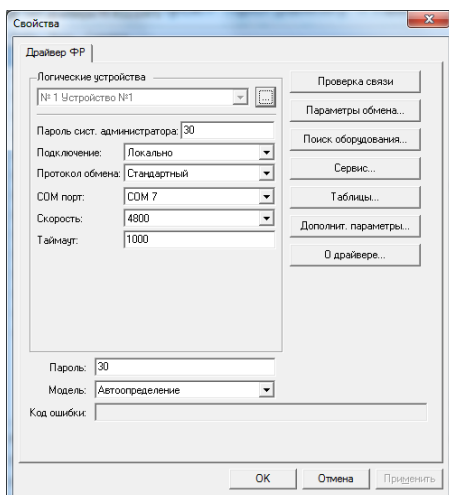 Свойства
Драйвер ФР
Логические устройства
№ 1 Устройство №1
...
Пароль сист. администратора: 30
Подключение: Локально
Протокол обмена: Стандартный
COM порт: COM 7
Скорость: 4800
Таймаут: 1000
Проверка связи
Параметры обмена...
Поиск оборудования...
Сервис...
Таблицы...
Дополнит. параметры...
О драйвере...
Пароль: 30
Модель: Автоопределение
Код ошибки:
OK Отмена Применить